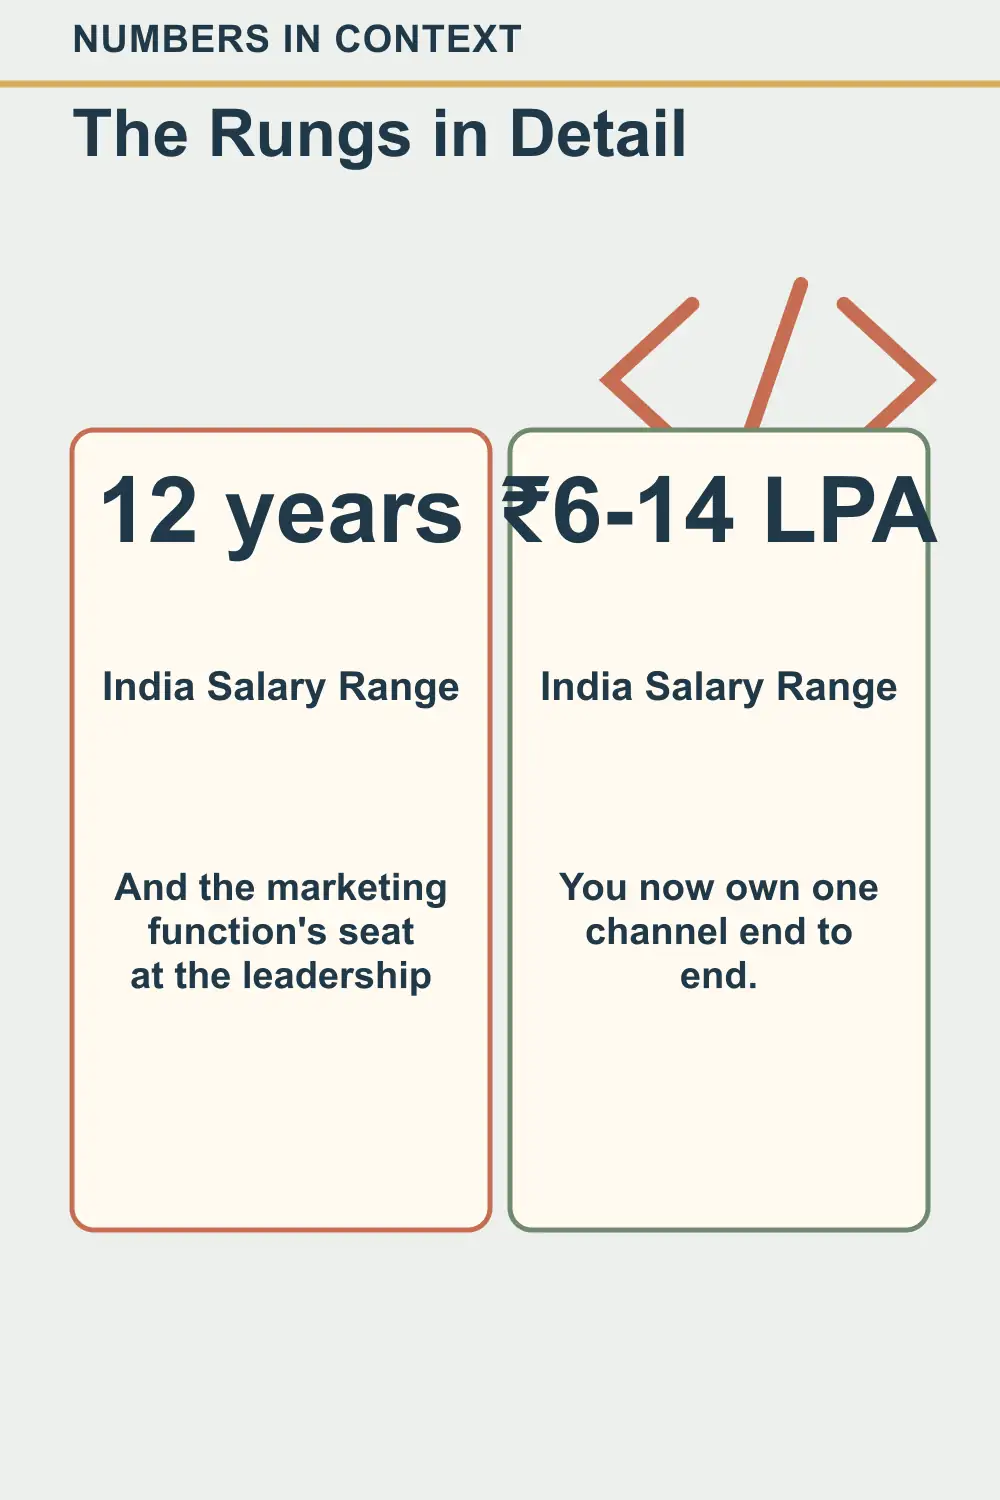 NUMBERS IN CONTEXT
The Rungs in Detail
12 years
India Salary Range
And the marketing
function's seat
at the leadership
₹6-14 LPA
India Salary Range
You now own one
channel end to
end.